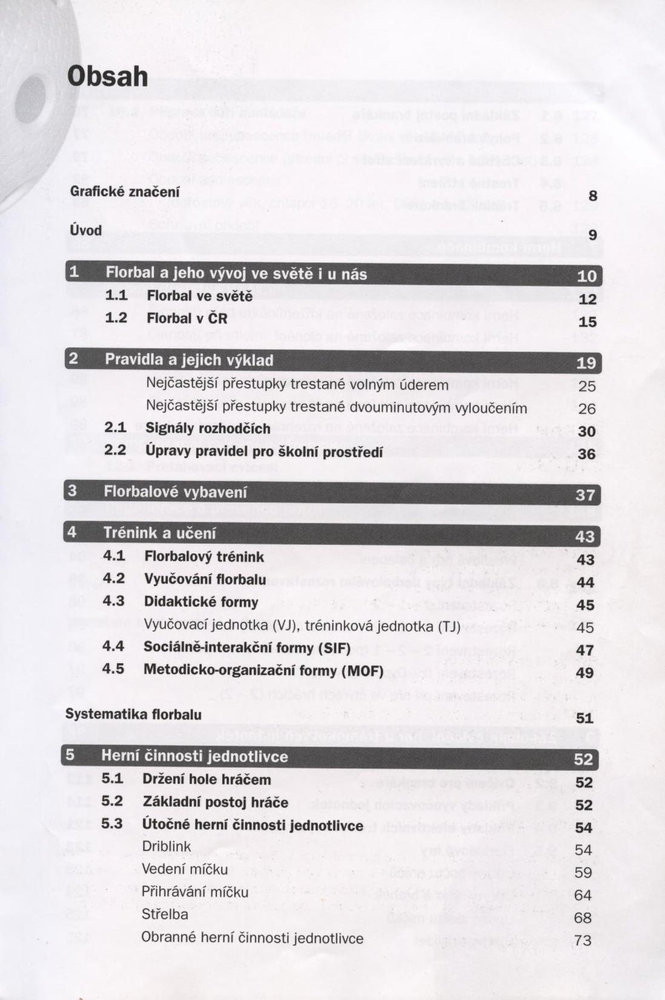 Obsah
Grafické značení 8
Úvod 9
1 Florbal a jeho vývoj ve světě i u nás 10
1.1 Florbal ve světě 12
1.2 Florbal v ČR 15
2 Pravidla a jejich výklad 19
Nejčastější přestupky trestané volným úderem 25
Nejčastější přestupky trestané dvouminutovým vyloučením 26
2.1 Signály rozhodčích 30
2.2 Úpravy pravidel pro školní prostředí 36
3 Florbalové vybavení 37
4 Trénink a učení 43
4.1 Florbalový trénink 43
4.2 Vyučování florbalu 44
4.3 Didaktické formy 45
Vyučovací jednotka (VJ), tréninková jednotka (TJ) 45
4.4 Sociálně-interakční formy (SIF) 47
4.5 Metodicko-organizační formy (MOF) 49
Systematika florbalu 51
5 Herní činnosti jednotlivce 52
5.1 Držení hole hráčem 52
5.2 Základní postoj hráče 52
5.3 Útočné herní činnosti jednotlivce 54
Driblink 54
Vedení míčku 59
Přihrávání míčku 64
Střelba 68
Obranné herní činnosti jednotlivce 73